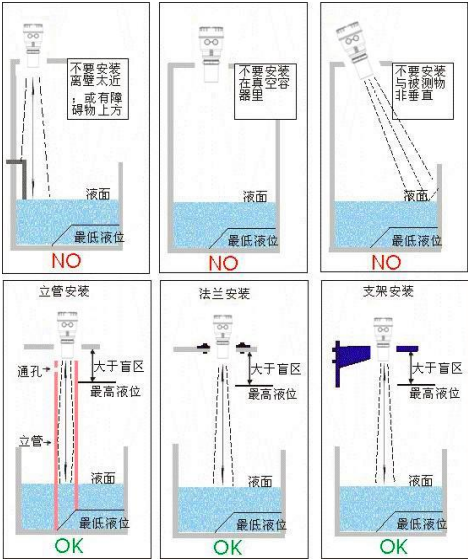 不要安装
离壁太近
；或有障
碍物上方
液面
最低液位
NO
不要安装
在真空容
器里
液面
最低液位
NO
不要安装
与被测物
非垂直
液面
最低液位
NO
立管安装
通孔
大于盲区
最高液位
立管
液面
最低液位
OK
法兰安装
大于盲区
最高液位
液面
最低液位
OK
支架安装
大于盲区
最高液位
液面
最低液位
OK